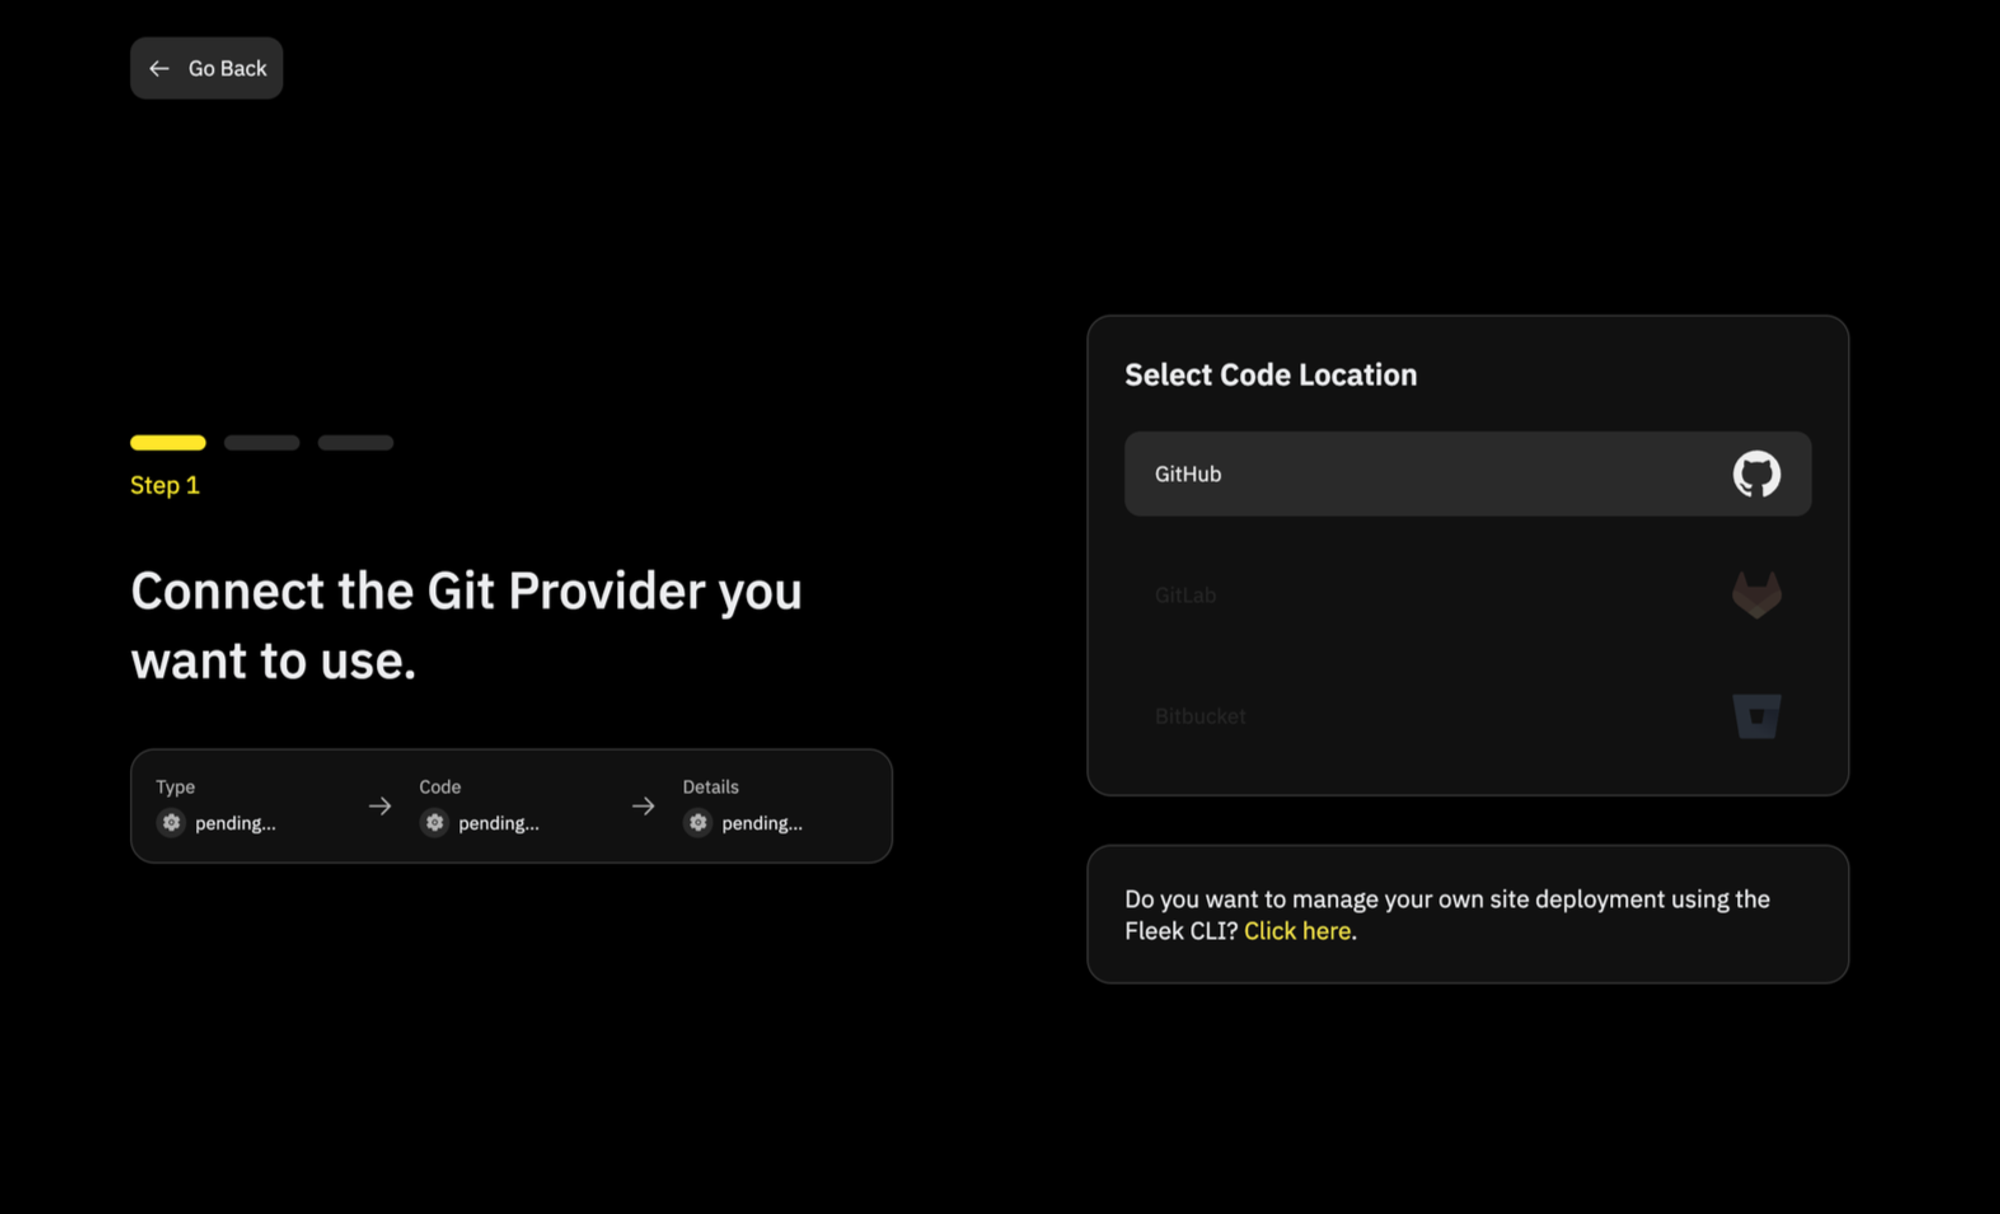 Go Back
Step 1
Connect the Git Provider you
want to use.
Type
pending...
Code
pending...
Details
pending...
Select Code Location
GitHub
GitLab
Bitbucket
Do you want to manage your own site deployment using the
Fleek CLI? Click here.